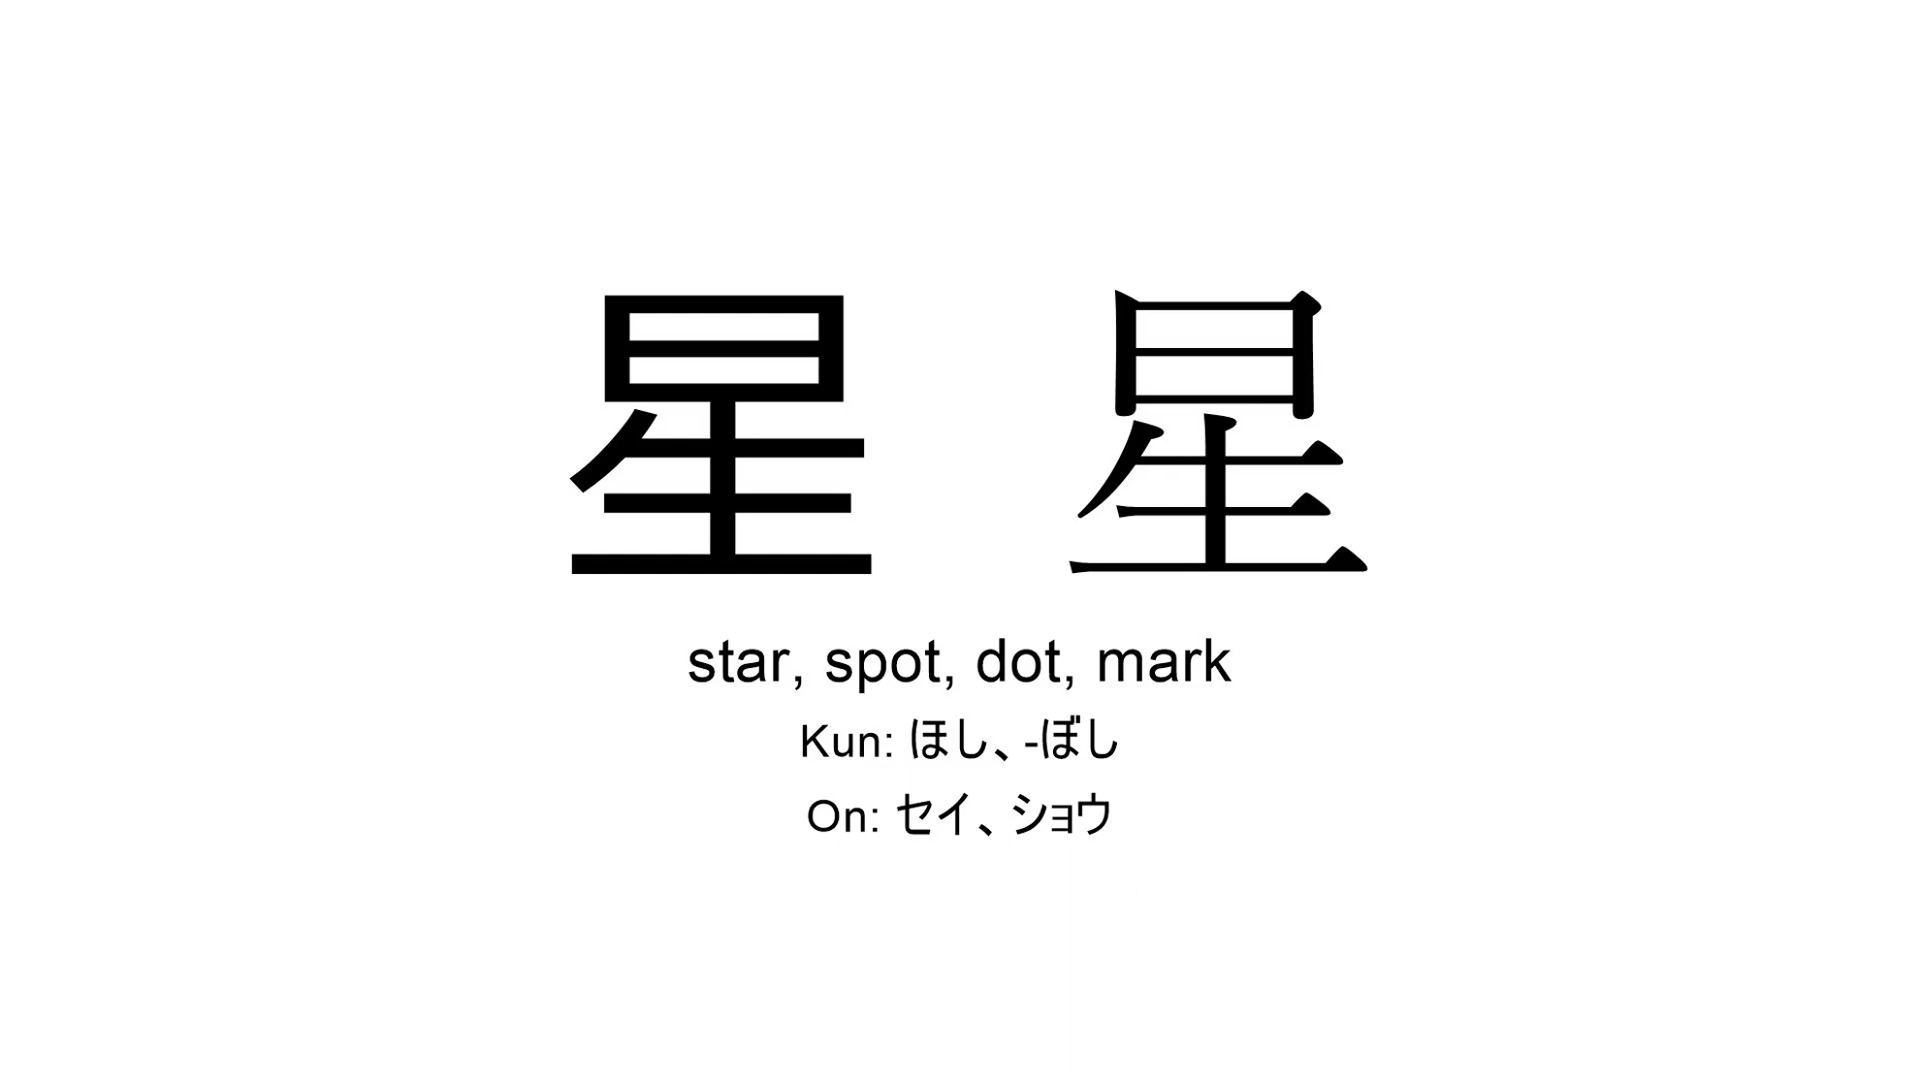 星 星
star, spot, dot, mark
Kun: ほし、-ぼし
On: セイ、ショウ